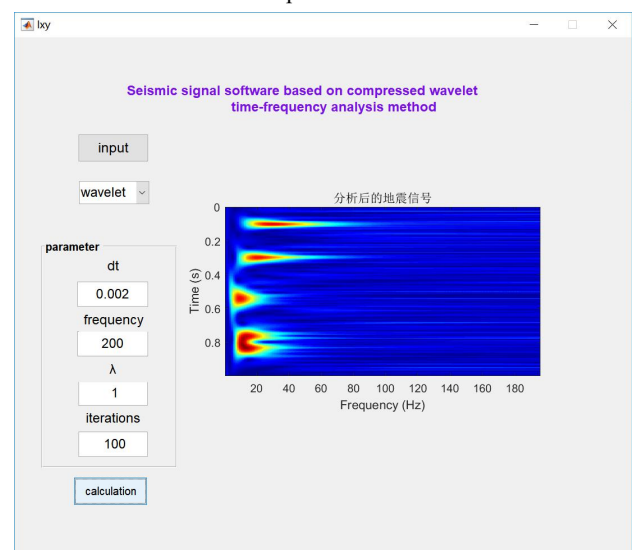 lxy
Seismic signal software based on compressed wavelet
time-frequency analysis method
input
wavelet
parameter
dt
0.002
frequency
200
λ
1
iterations
100
calculation
分析后的地震信号
0
0.2
0.4
0.6
0.8
Time (s)
20 40 60 80 100 120 140 160 180
Frequency (Hz)